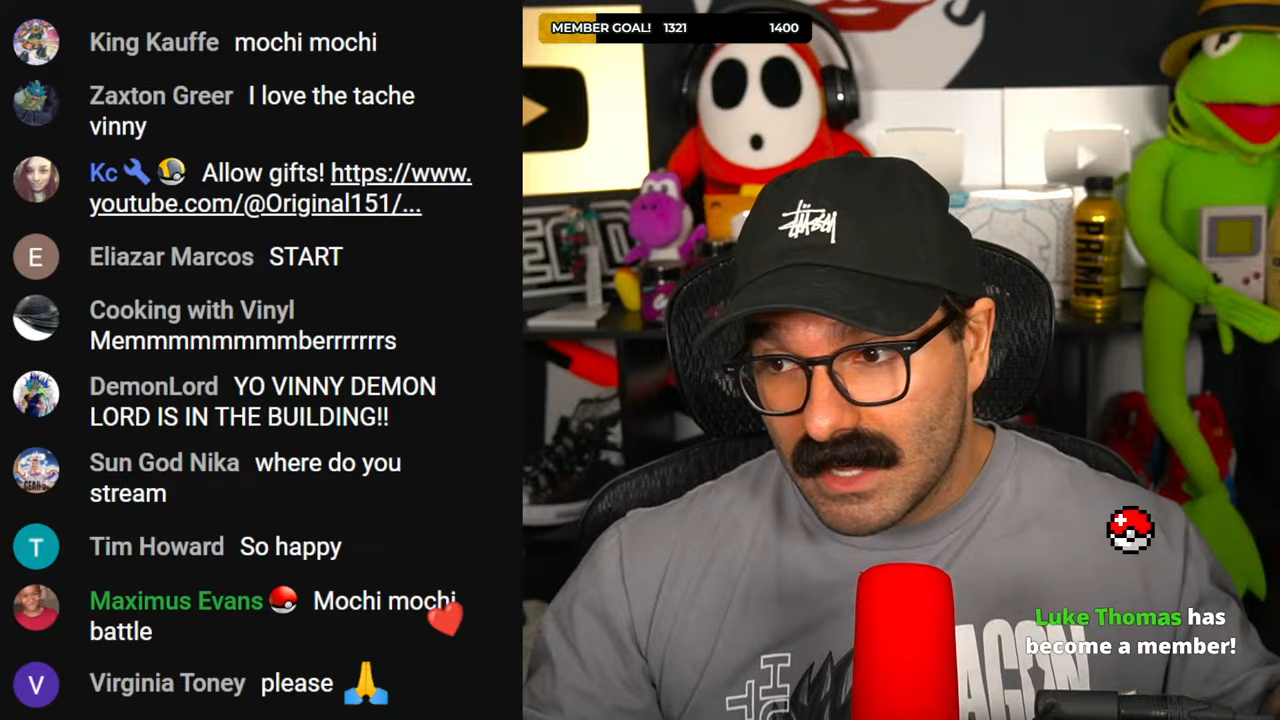 King Kauffe mochi mochi
Zaxton Greer I love the tache
vinny
Kc Allow gifts! https://www.
youtube.com/@Original151/...
E Eliazar Marcos START
Cooking with Vinyl
Memmmmmmmmberrrrrrs
DemonLord YO VINNY DEMON
LORD IS IN THE BUILDING!!
Sun God Nika where do you
stream
T Tim Howard So happy
Maximus Evans Mochi mochi
battle
V Virginia Toney please 🙏
MEMBER GOAL! 1321 1400
Stüssy
PRIME
Luke Thomas has
become a member!